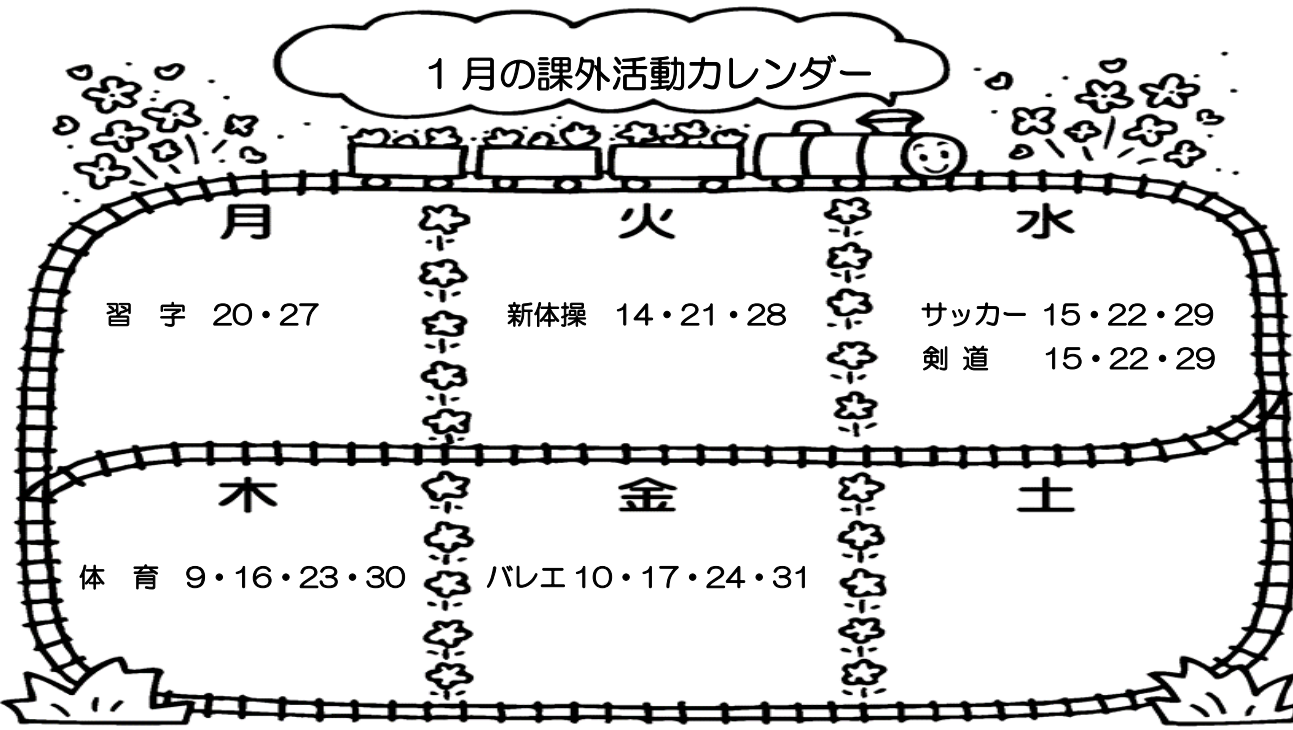 1月の課外活動カレンダー
月
火
水
習　字　20・27
新体操　14・21・28
サッカー 15・22・29
剣 道　　15・22・29
木
金
土
体　育　9・16・23・30
バレエ 10・17・24・31